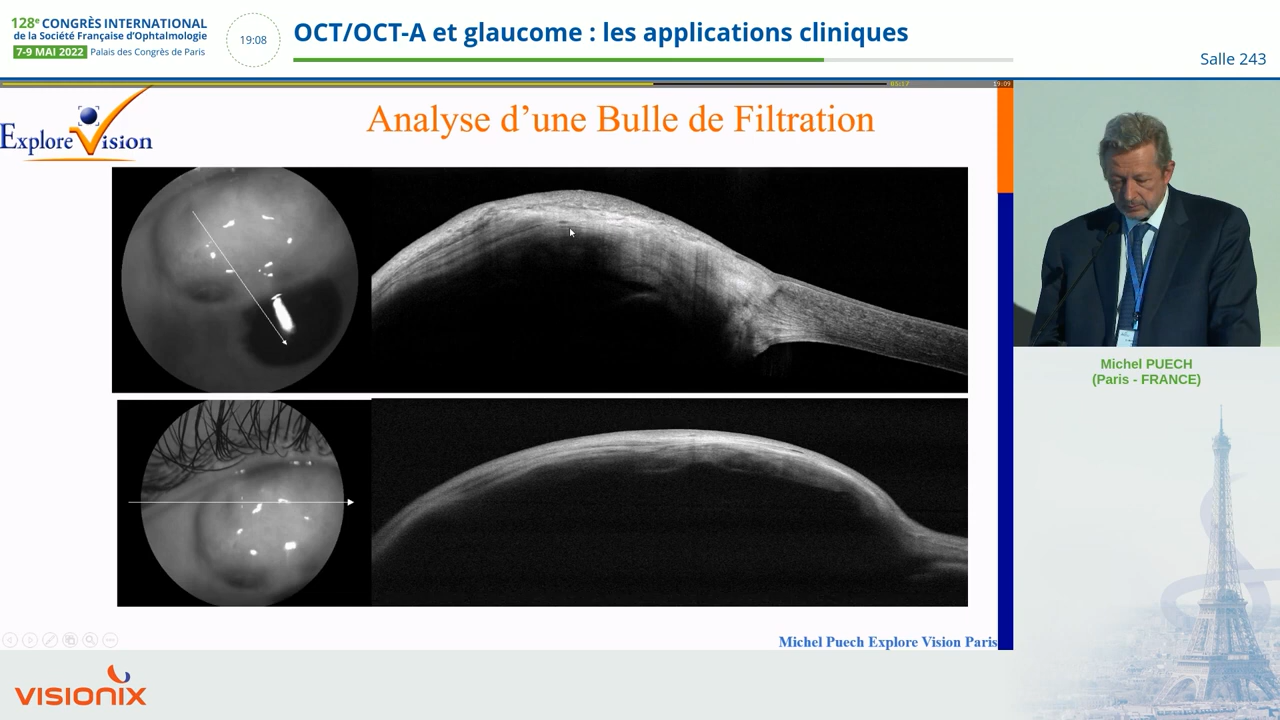 128e CONGRÈS INTERNATIONAL
de la Société Française d'Ophtalmologie
7-9 MAI 2022 Palais des Congrès de Paris
19:08
OCT/OCT-A et glaucome : les applications cliniques
Salle 243
19:09
Explore Vision
Analyse d'une Bulle de Filtration
Michel PUECH
(Paris - FRANCE)
Michel Puech Explore Vision Paris
VISIONIX